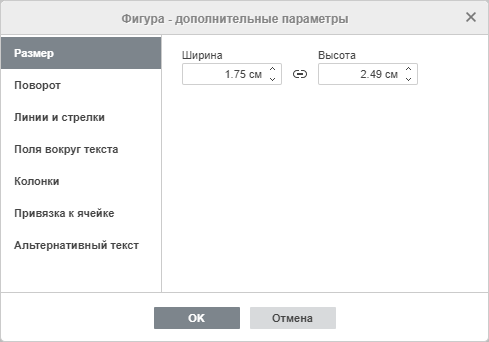 Фигура - дополнительные параметры
Размер
Поворот
Линии и стрелки
Поля вокруг текста
Колонки
Привязка к ячейке
Альтернативный текст
Ширина Высота
1.75 см 2.49 см
OK Отмена